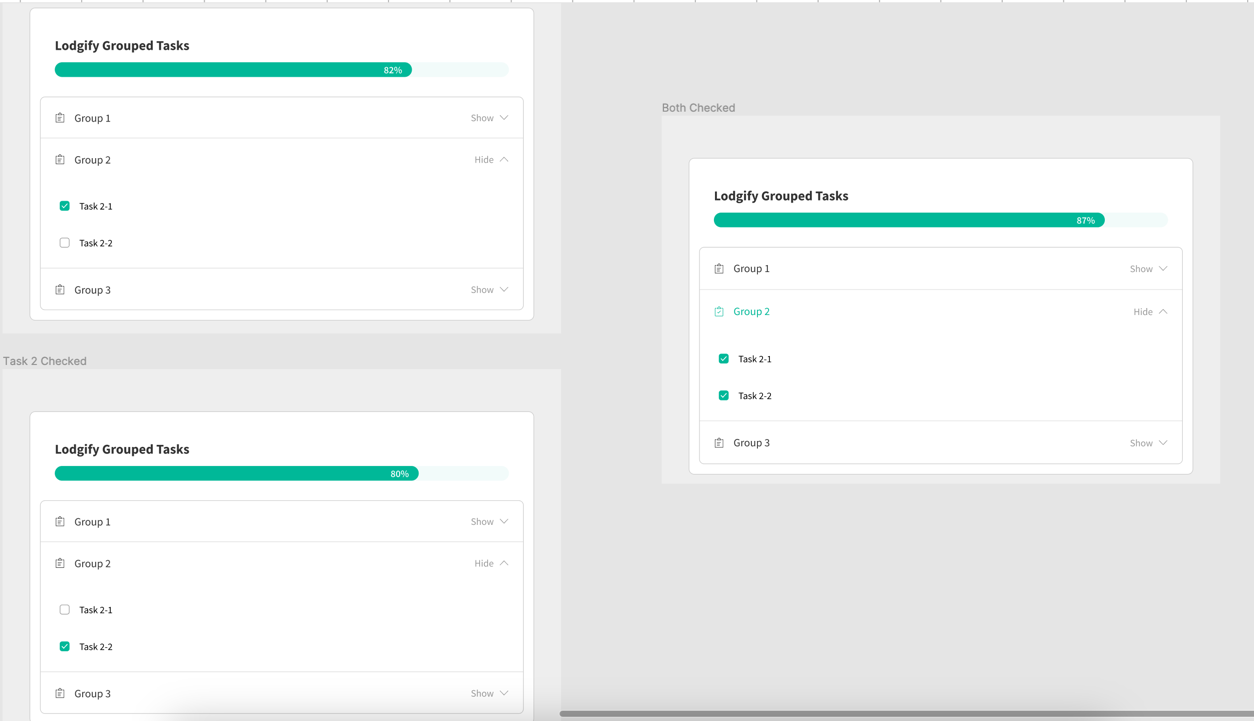 Lodgify Grouped Tasks
82%
Group 1 Show
Group 2 Hide
Task 2-1
Task 2-2
Group 3 Show
Task 2 Checked
Lodgify Grouped Tasks
80%
Group 1 Show
Group 2 Hide
Task 2-1
Task 2-2
Group 3 Show
Both Checked
Lodgify Grouped Tasks
87%
Group 1 Show
Group 2 Hide
Task 2-1
Task 2-2
Group 3 Show